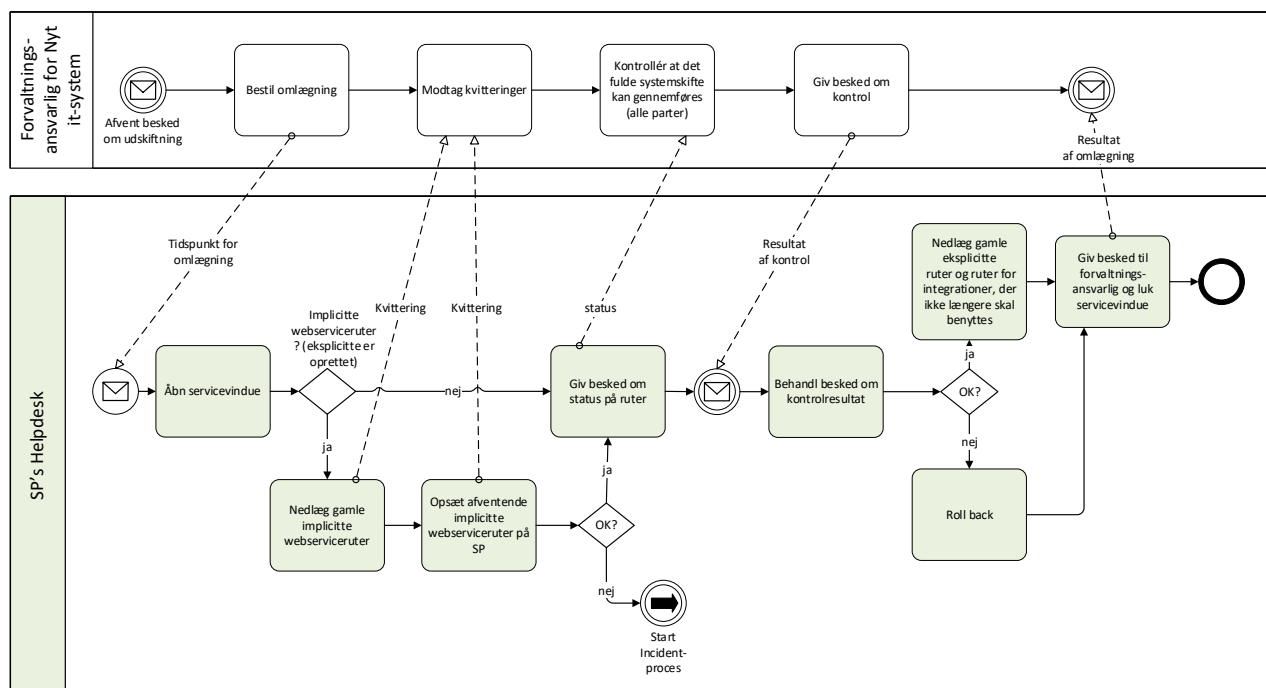 Forvaltnings-
ansvarlig for Nyt
it-system
Afvent besked
om udskiftning
Bestil omlægning
Modtag kvitteringer
Kontrollér at det
fulde systemskifte
kan gennemføres
(alle parter)
Giv besked om
kontrol
Resultat
af omlægning
SP's Helpdesk
Tidspunkt for
omlægning
Kvittering
Kvittering
status
Resultat
af kontrol
Åbn servicevindue
Implicitte
webserviceruter
? (eksplicitte er
oprettet)
nej
ja
Nedlæg gamle
implicitte
webserviceruter
Opsæt afventende
implicitte
webserviceruter på
SP
OK?
ja
nej
Start
Incident-
proces
Giv besked om
status på ruter
Behandl besked om
kontrolresultat
OK?
ja
nej
Nedlæg gamle
eksplicitte
ruter og ruter for
integrationer, der
ikke længere skal
benyttes
Roll back
Giv besked til
forvaltnings-
ansvarlig og luk
servicevindue